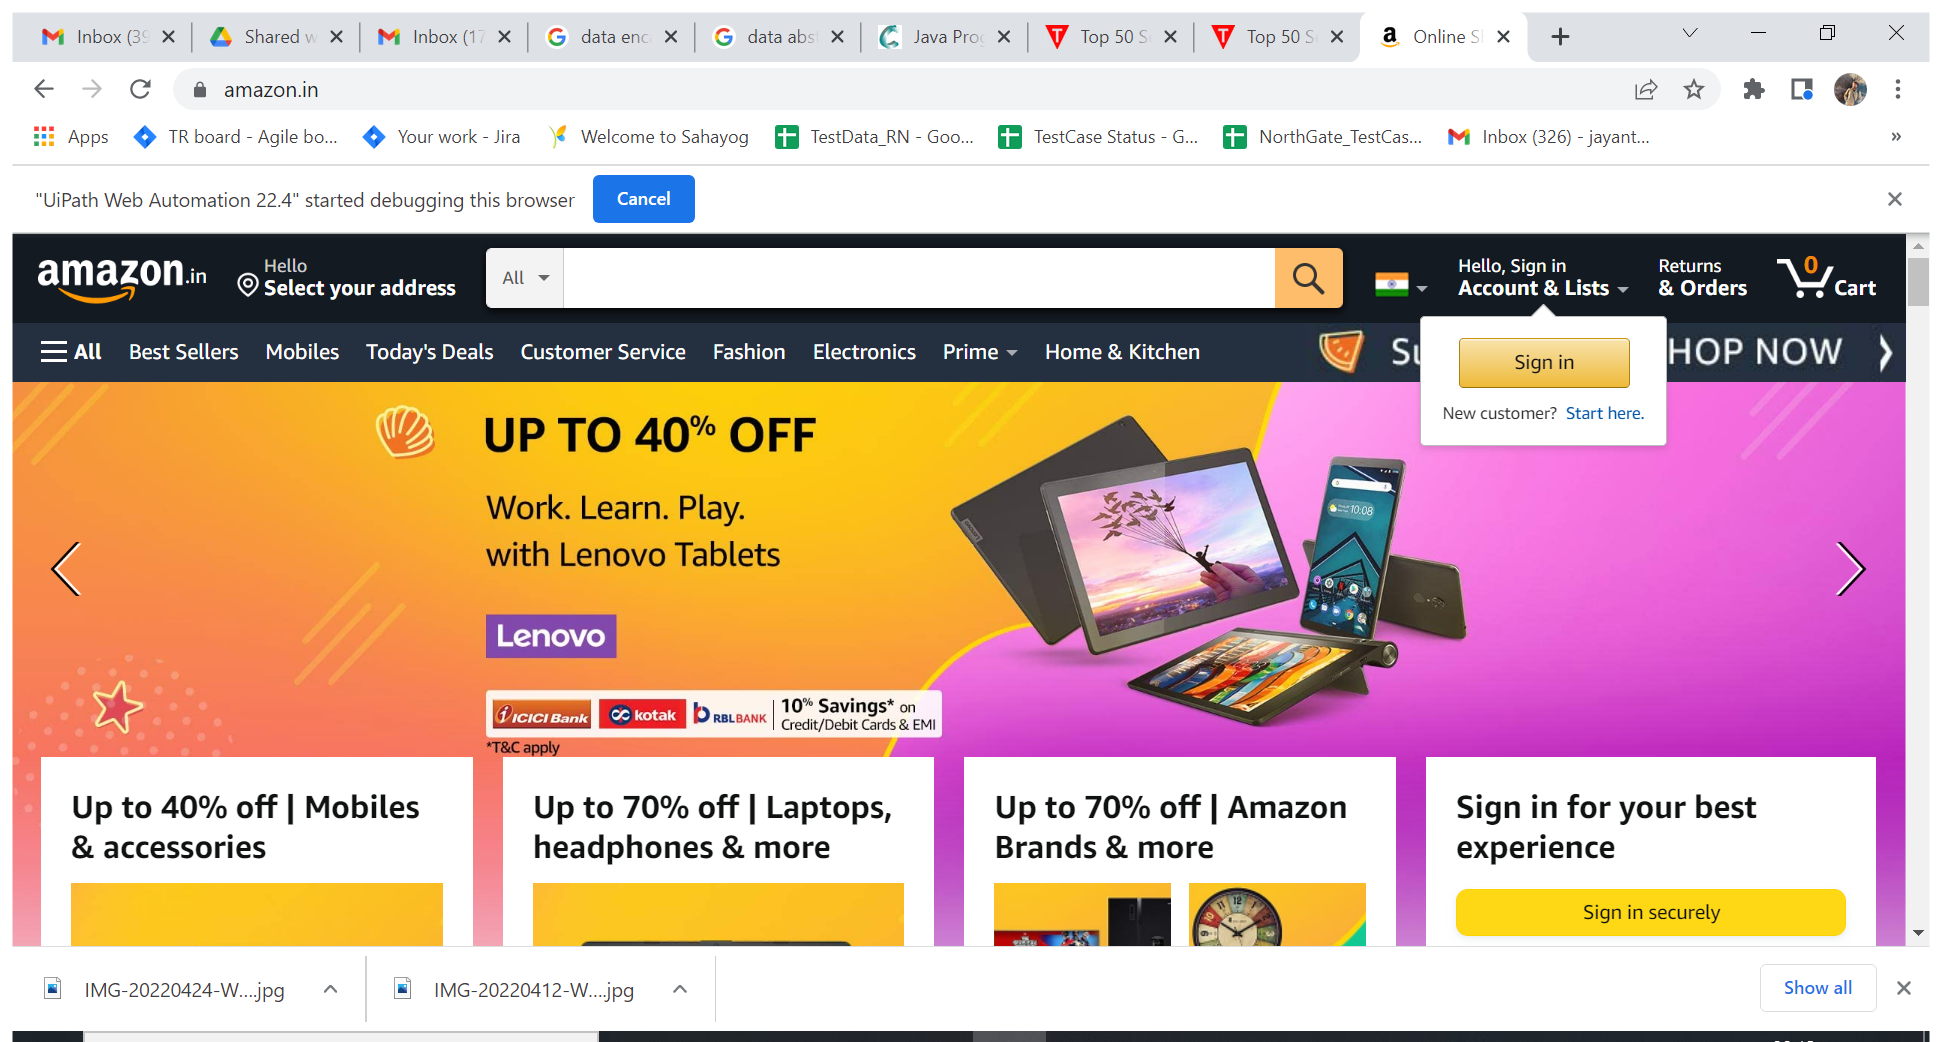 Inbox (39
Shared w
Inbox (17
data enc
data abs
Java Pro
Top 50 S
Top 50 S
Online S
amazon.in
Apps
TR board - Agile bo...
Your work - Jira
Welcome to Sahayog
TestData_RN - Goo...
TestCase Status - G...
NorthGate_TestCas...
Inbox (326) - jayant...
»
"UiPath Web Automation 22.4" started debugging this browser
Cancel
amazon.in
Hello
Select your address
All
Hello, Sign in
Account & Lists
Returns
& Orders
0
Cart
All
Best Sellers
Mobiles
Today's Deals
Customer Service
Fashion
Electronics
Prime
Home & Kitchen
Su
HOP NOW
Sign in
New customer? Start here.
UP TO 40% OFF
Work. Learn. Play.
with Lenovo Tablets
Lenovo
10:08
ICICI Bank
kotak
RBL BANK
10% Savings* on
Credit/Debit Cards & EMI
*T&C apply
Up to 40% off | Mobiles
& accessories
Up to 70% off | Laptops,
headphones & more
Up to 70% off | Amazon
Brands & more
Sign in for your best
experience
Sign in securely
IMG-20220424-W....jpg
IMG-20220412-W....jpg
Show all